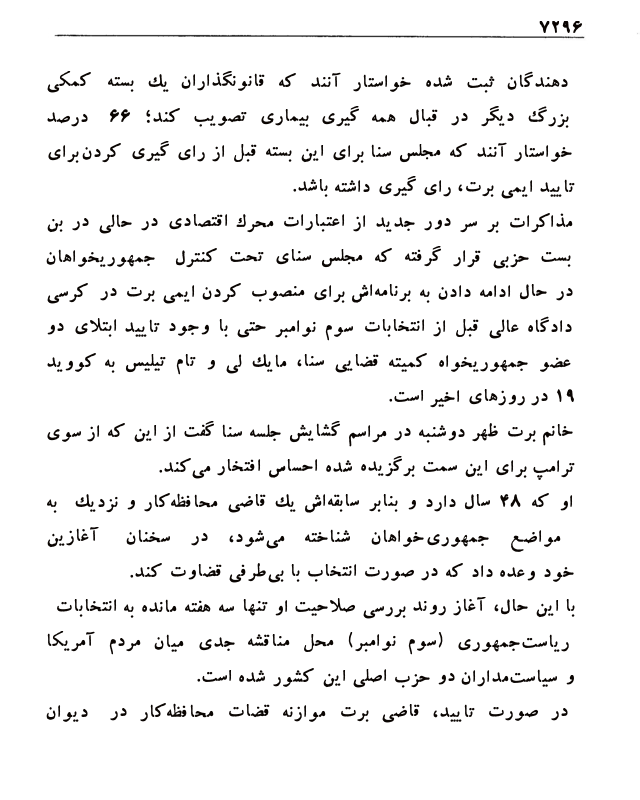 ۷۲۹۶
دهندگان ثبت شده خواستار آنند که قانونگذاران یك بسته کمکی
بزرگ دیگر در قبال همه گیری بیماری تصویب کند؛ ۶۶ درصد
خواستار آنند که مجلس سنا برای این بسته قبل از رای گیری کردن برای
تایید ایمی برت، رای گیری داشته باشد.
مذاکرات بر سر دور جدید از اعتبارات محرك اقتصادی در حالی در بن
بست حزبی قرار گرفته که مجلس سنای تحت کنترل جمهوریخواهان
در حال ادامه دادن به برنامه‌اش برای منصوب کردن ایمی برت در کرسی
دادگاه عالی قبل از انتخابات سوم نوامبر حتی با وجود تایید ابتلای دو
عضو جمهوریخواه کمیته قضایی سنا، مایك لی و تام تیلیس به کووید
۱۹ در روزهای اخیر است.
خانم برت ظهر دوشنبه در مراسم گشایش جلسه سنا گفت از این که از سوی
ترامپ برای این سمت برگزیده شده احساس افتخار می‌کند.
او که ۴۸ سال دارد و بنابر سابقه‌اش یك قاضی محافظه‌کار و نزدیك به
مواضع جمهوری‌خواهان شناخته می‌شود، در سخنان آغازین
خود وعده داد که در صورت انتخاب با بی‌طرفی قضاوت کند.
با این حال، آغاز روند بررسی صلاحیت او تنها سه هفته مانده به انتخابات
ریاست‌جمهوری (سوم نوامبر) محل مناقشه جدی میان مردم آمریکا
و سیاست‌مداران دو حزب اصلی این کشور شده است.
در صورت تایید، قاضی برت موازنه قضات محافظه‌کار در دیوان